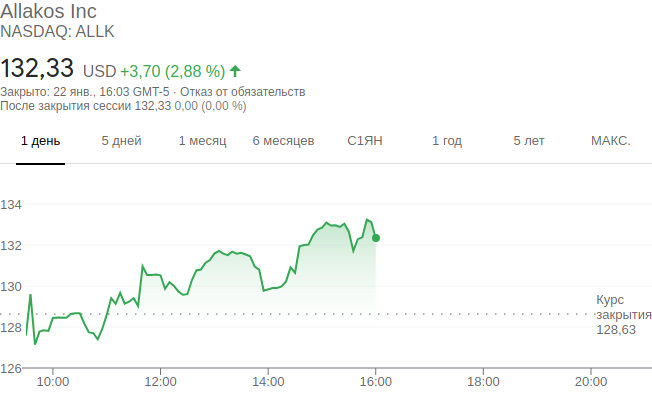 Allakos Inc
NASDAQ: ALLK
132,33 USD +3,70 (2,88 %)
Закрыто: 22 янв., 16:03 GMT-5 · Отказ от обязательств
После закрытия сессии 132,33 0,00 (0,00 %)
1 день 5 дней 1 месяц 6 месяцев С1ЯН 1 год 5 лет МАКС.
134
132
130
Курс
закрытия
128,63
128
126
10:00 12:00 14:00 16:00 18:00 20:00